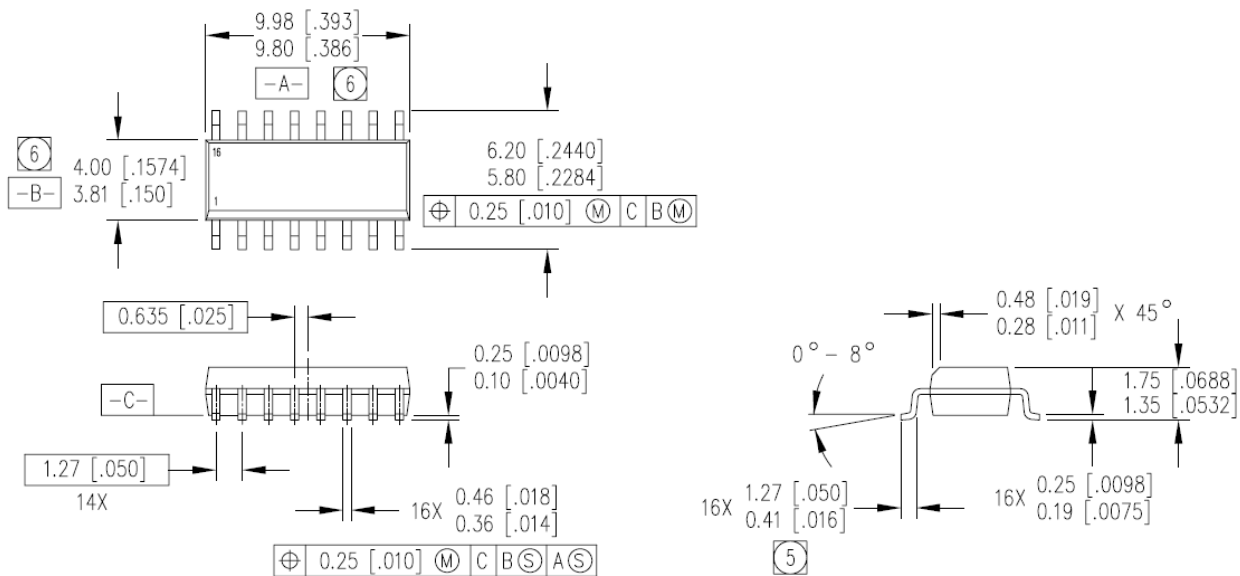 9.98 [.393]
9.80 [.386]
-A- 6
6
4.00 [.1574]
3.81 [.150]
-B-
16
1
6.20 [.2440]
5.80 [.2284]
⌖ 0.25 [.010] Ⓜ C B Ⓜ
0.635 [.025]
0.25 [.0098]
0.10 [.0040]
-C-
1.27 [.050]
14X
16X 0.46 [.018]
0.36 [.014]
⌖ 0.25 [.010] Ⓜ C B Ⓢ A Ⓢ
0.48 [.019]
0.28 [.011]
X 45°
0° - 8°
1.75 [.0688]
1.35 [.0532]
16X 1.27 [.050]
0.41 [.016]
5
16X 0.25 [.0098]
0.19 [.0075]